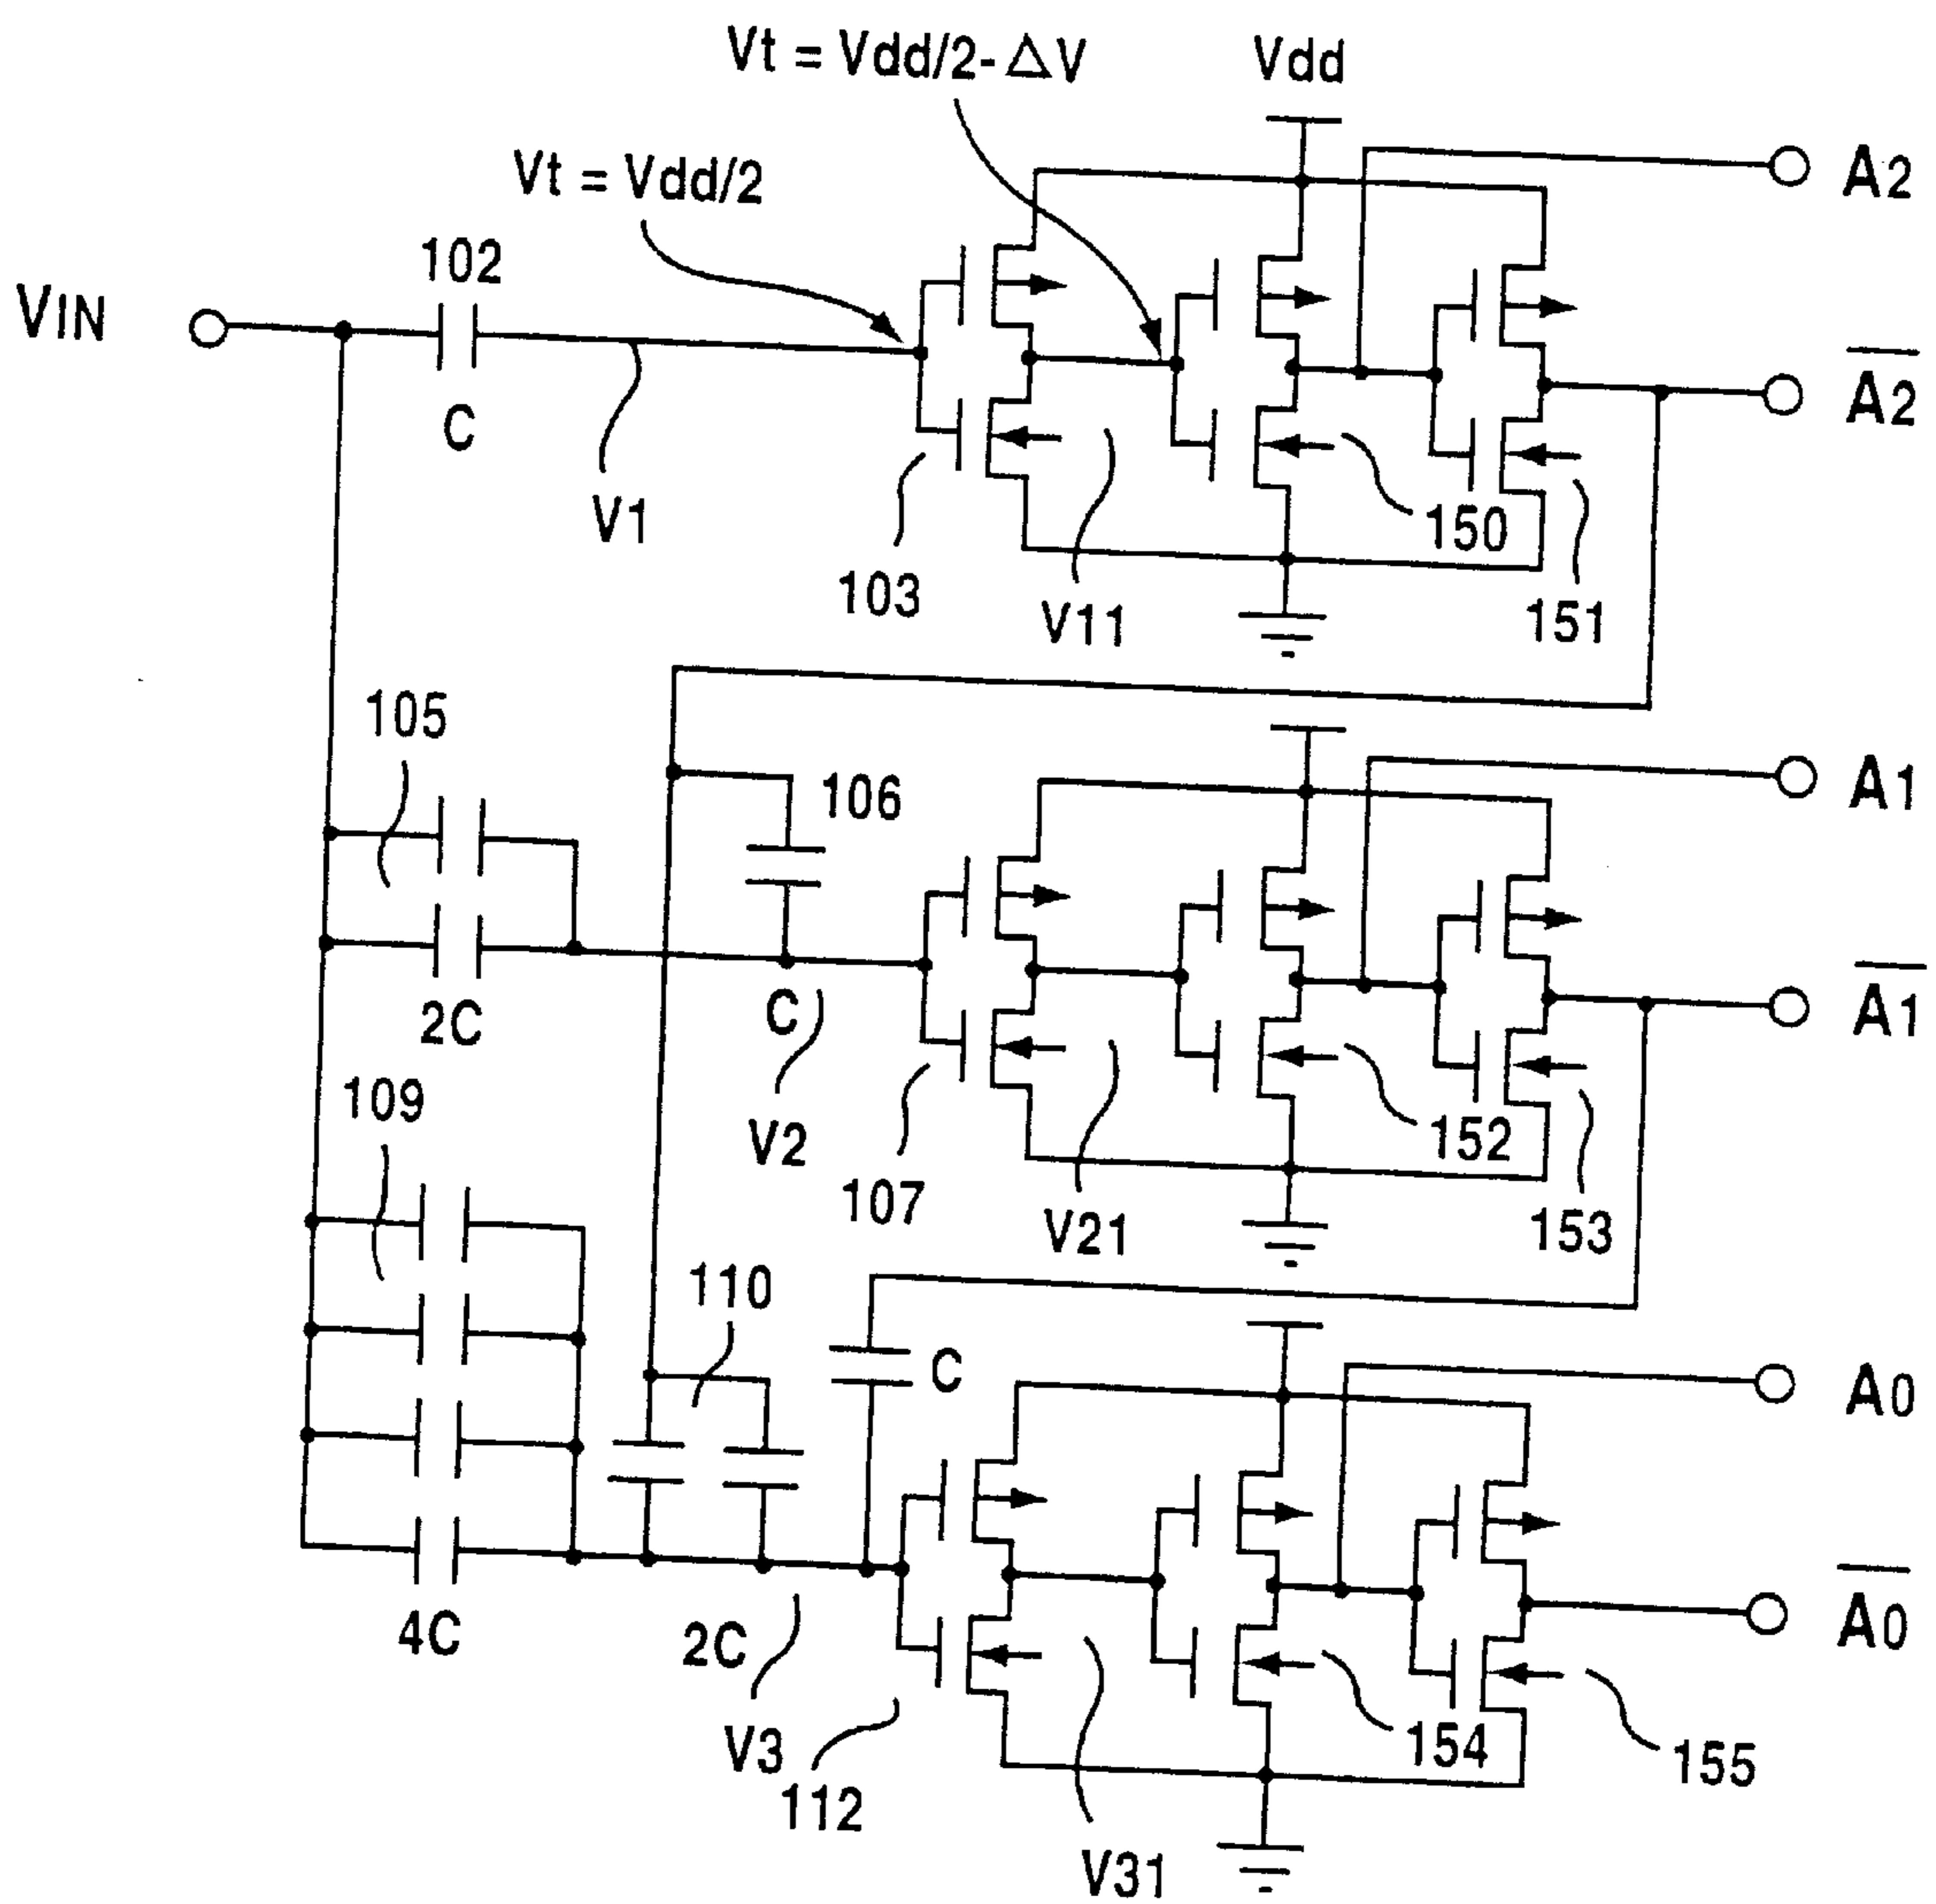 Vt = Vdd/2-△V
Vdd
Vt = Vdd/2
A2
102
VIN
A2
C
V1
150
103
V11
151
105
A1
106
2C
C
A1
109
V2
152
107
V21
153
110
C
A0
4C
2C
A0
V3
154
155
112
V31